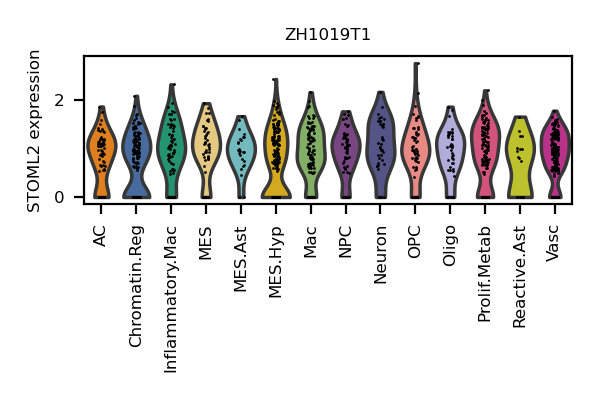 ZH1019T1
STOML2 expression
2
0
AC
Chromatin.Reg
Inflammatory.Mac
MES
MES.Ast
MES.Hyp
Mac
NPC
Neuron
OPC
Oligo
Prolif.Metab
Reactive.Ast
Vasc